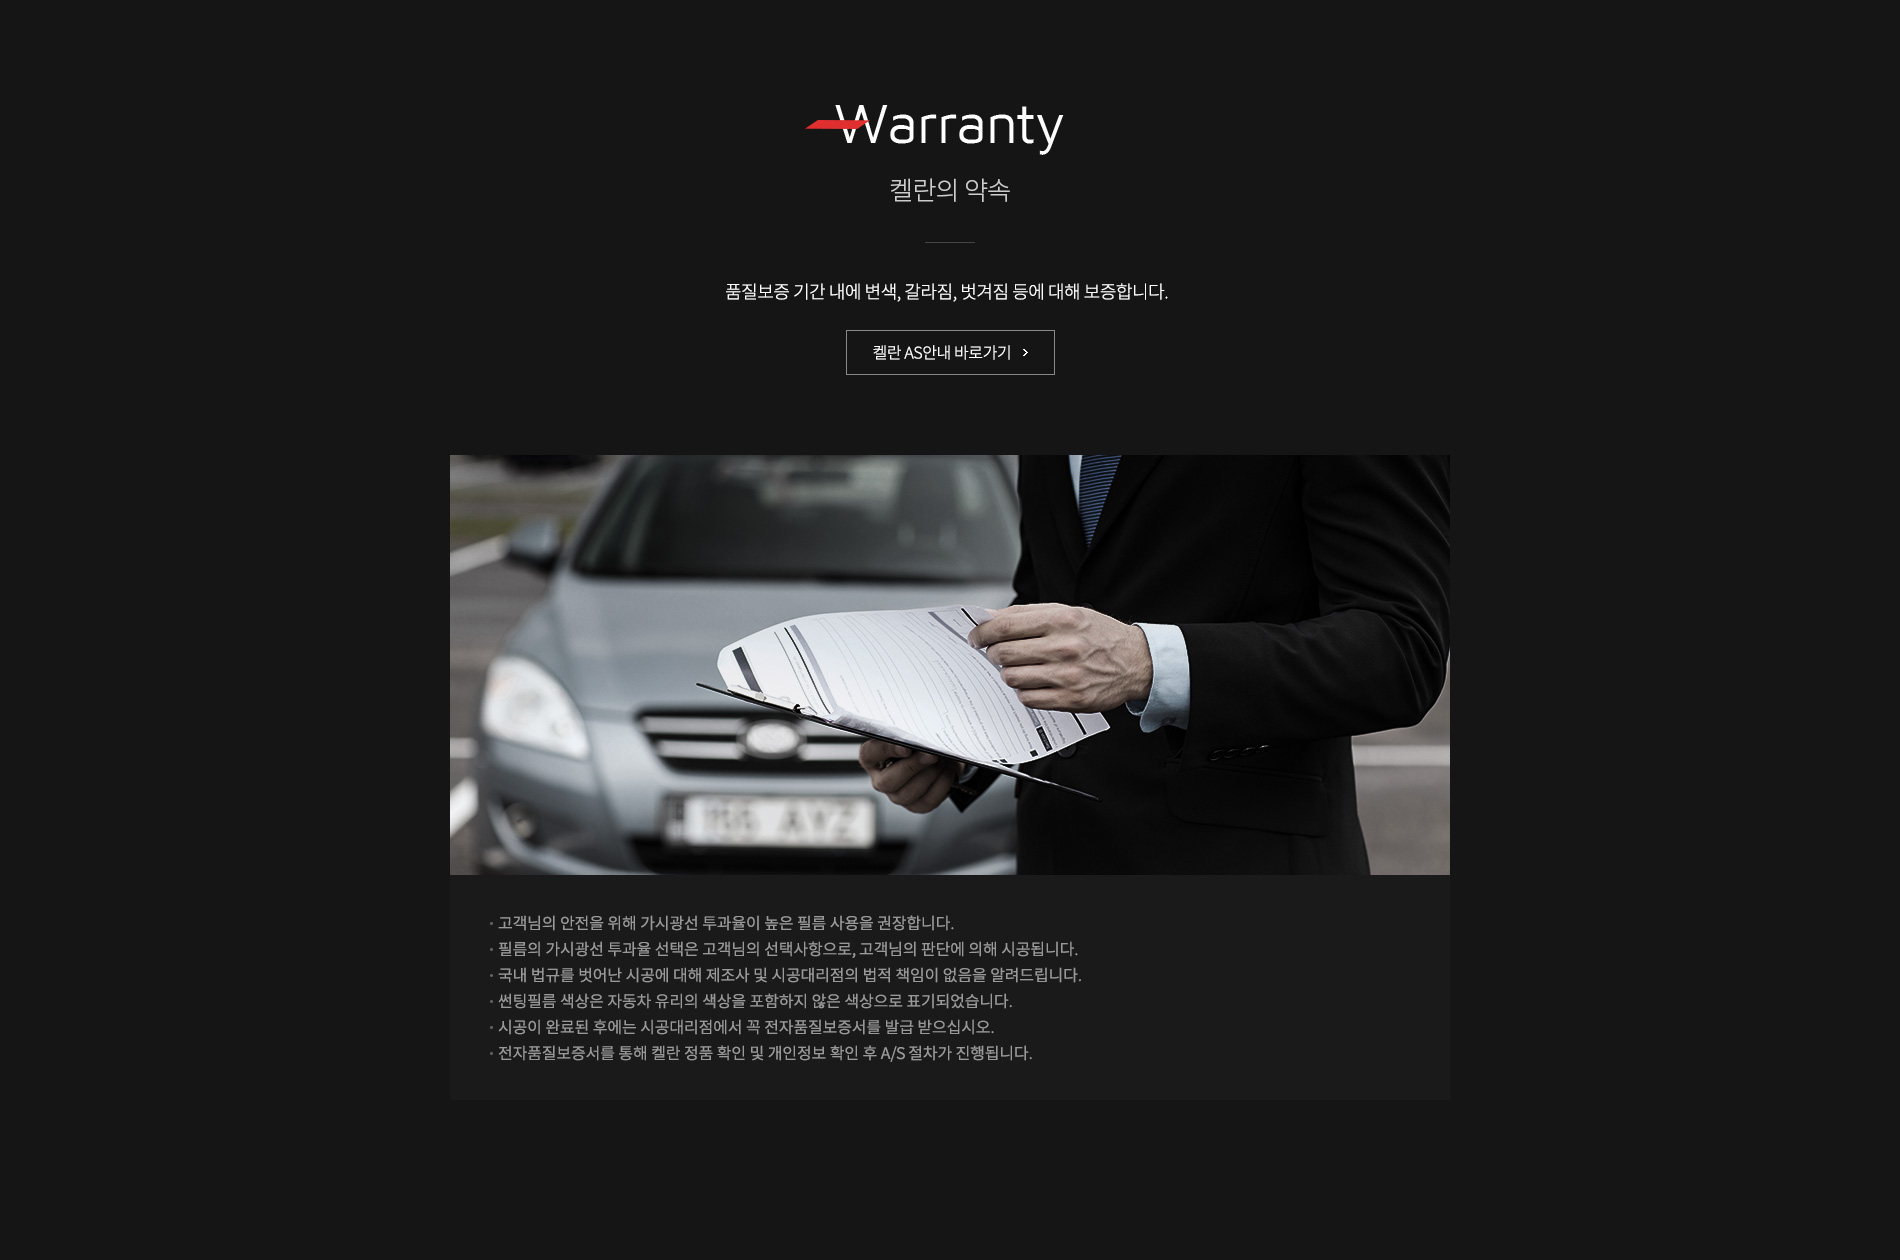 Warranty
켈란의 약속
품질보증 기간 내에 변색, 갈라짐, 벗겨짐 등에 대해 보증합니다.
켈란 AS안내 바로가기 >
· 고객님의 안전을 위해 가시광선 투과율이 높은 필름 사용을 권장합니다.
· 필름의 가시광선 투과율 선택은 고객님의 선택사항으로, 고객님의 판단에 의해 시공됩니다.
· 국내 법규를 벗어난 시공에 대해 제조사 및 시공대리점의 법적 책임이 없음을 알려드립니다.
· 썬팅필름 색상은 자동차 유리의 색상을 포함하지 않은 색상으로 표기되었습니다.
· 시공이 완료된 후에는 시공대리점에서 꼭 전자품질보증서를 발급 받으십시오.
· 전자품질보증서를 통해 켈란 정품 확인 및 개인정보 확인 후 A/S 절차가 진행됩니다.